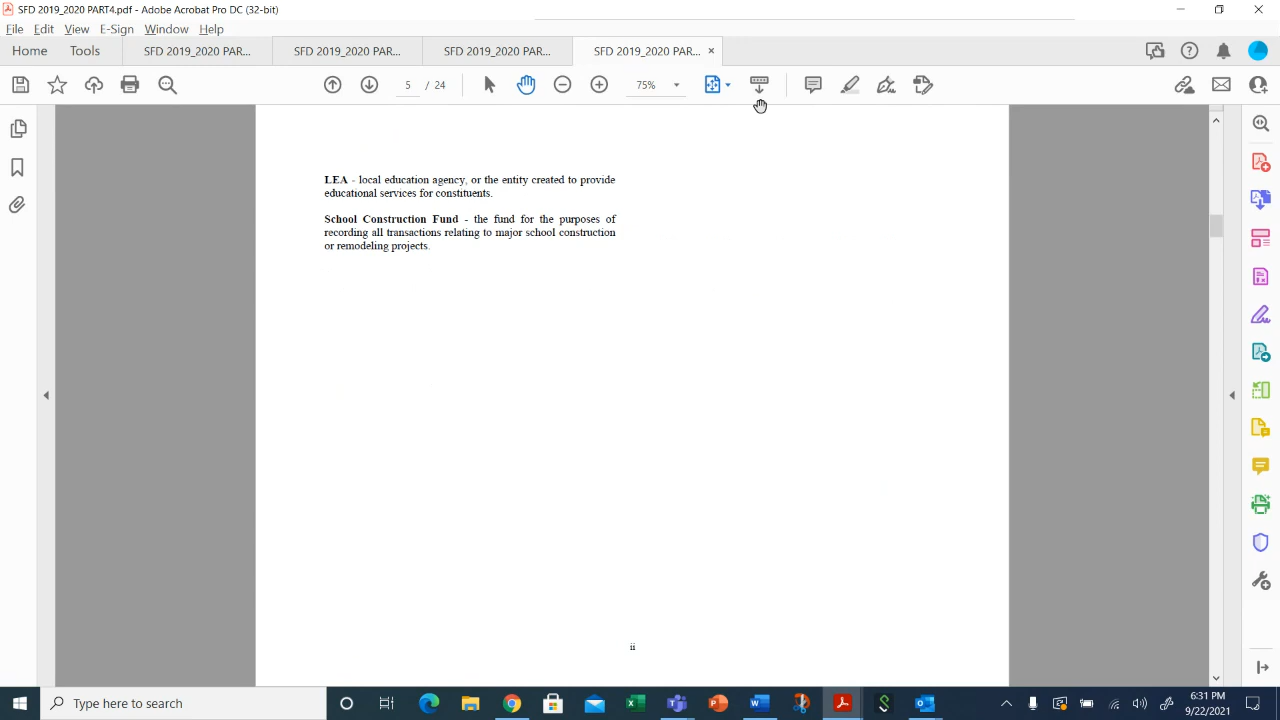 SFD 2019_2020 PART4.pdf - Adobe Acrobat Pro DC (32-bit)
File Edit View E-Sign Window Help
Home Tools SFD 2019_2020 PAR... SFD 2019_2020 PAR... SFD 2019_2020 PAR... SFD 2019_2020 PAR... ×
5 / 24 75%
LEA - local education agency, or the entity created to provide
educational services for constituents.
School Construction Fund - the fund for the purposes of
recording all transactions relating to major school construction
or remodeling projects.
ii
Type here to search
6:31 PM
9/22/2021